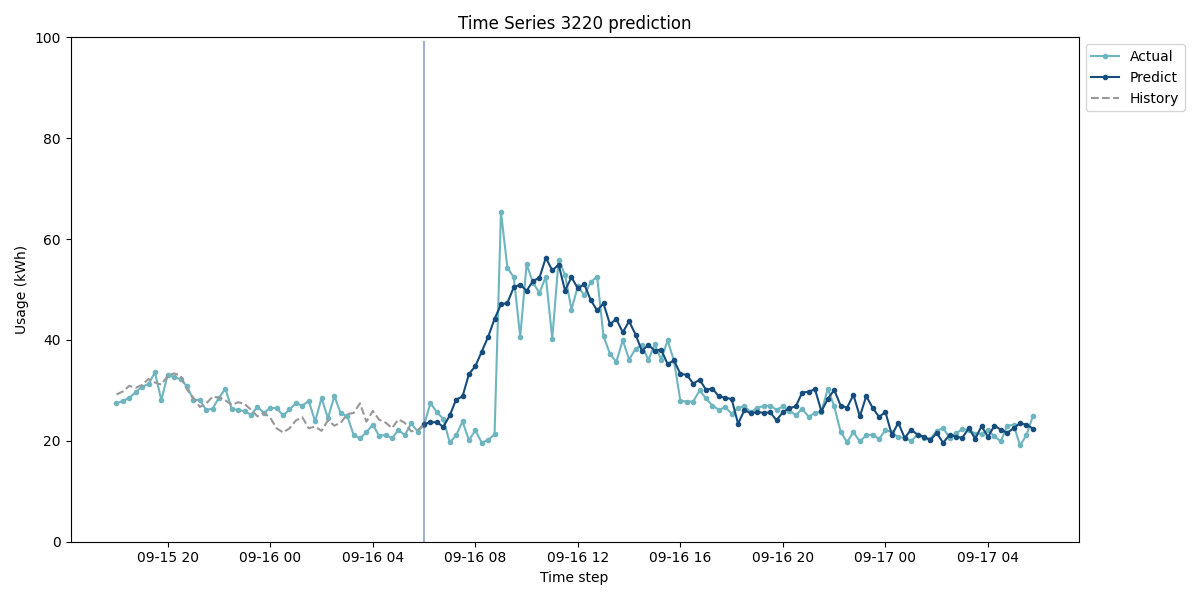 Time Series 3220 prediction
100
80
60
40
20
0
Usage (kWh)
09-15 20
09-16 00
09-16 04
09-16 08
09-16 12
09-16 16
09-16 20
09-17 00
09-17 04
Time step
Actual
Predict
History